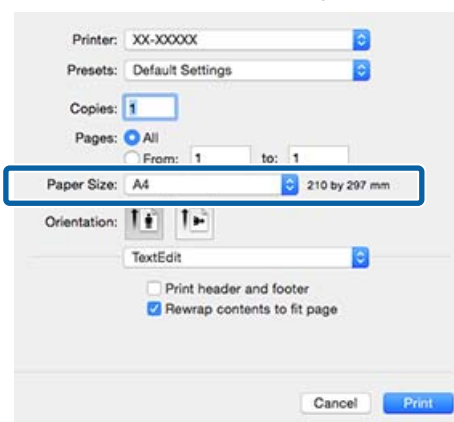 Printer: XX-XXXXX
Presets: Default Settings
Copies: 1
Pages: All
From: 1 to: 1
Paper Size: A4 210 by 297 mm
Orientation:
TextEdit
Print header and footer
Rewrap contents to fit page
Cancel Print